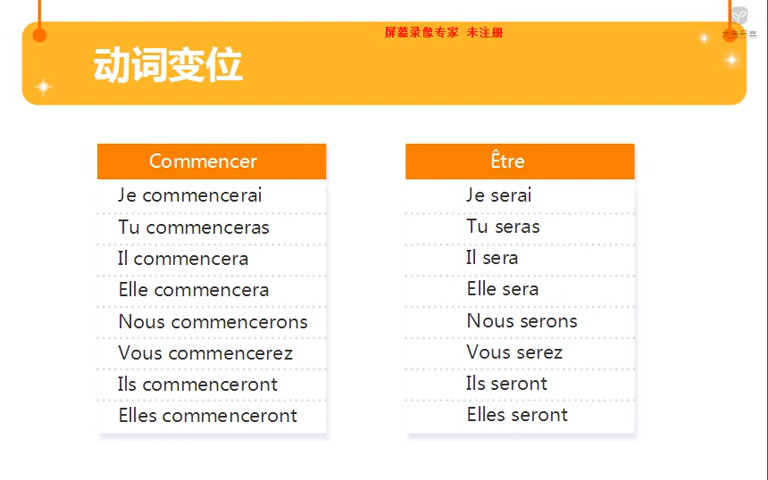 屏幕录像专家 未注册
动词变位
Commencer
Je commencerai
Tu commenceras
Il commencera
Elle commencera
Nous commencerons
Vous commencerez
Ils commenceront
Elles commenceront
Être
Je serai
Tu seras
Il sera
Elle sera
Nous serons
Vous serez
Ils seront
Elles seront